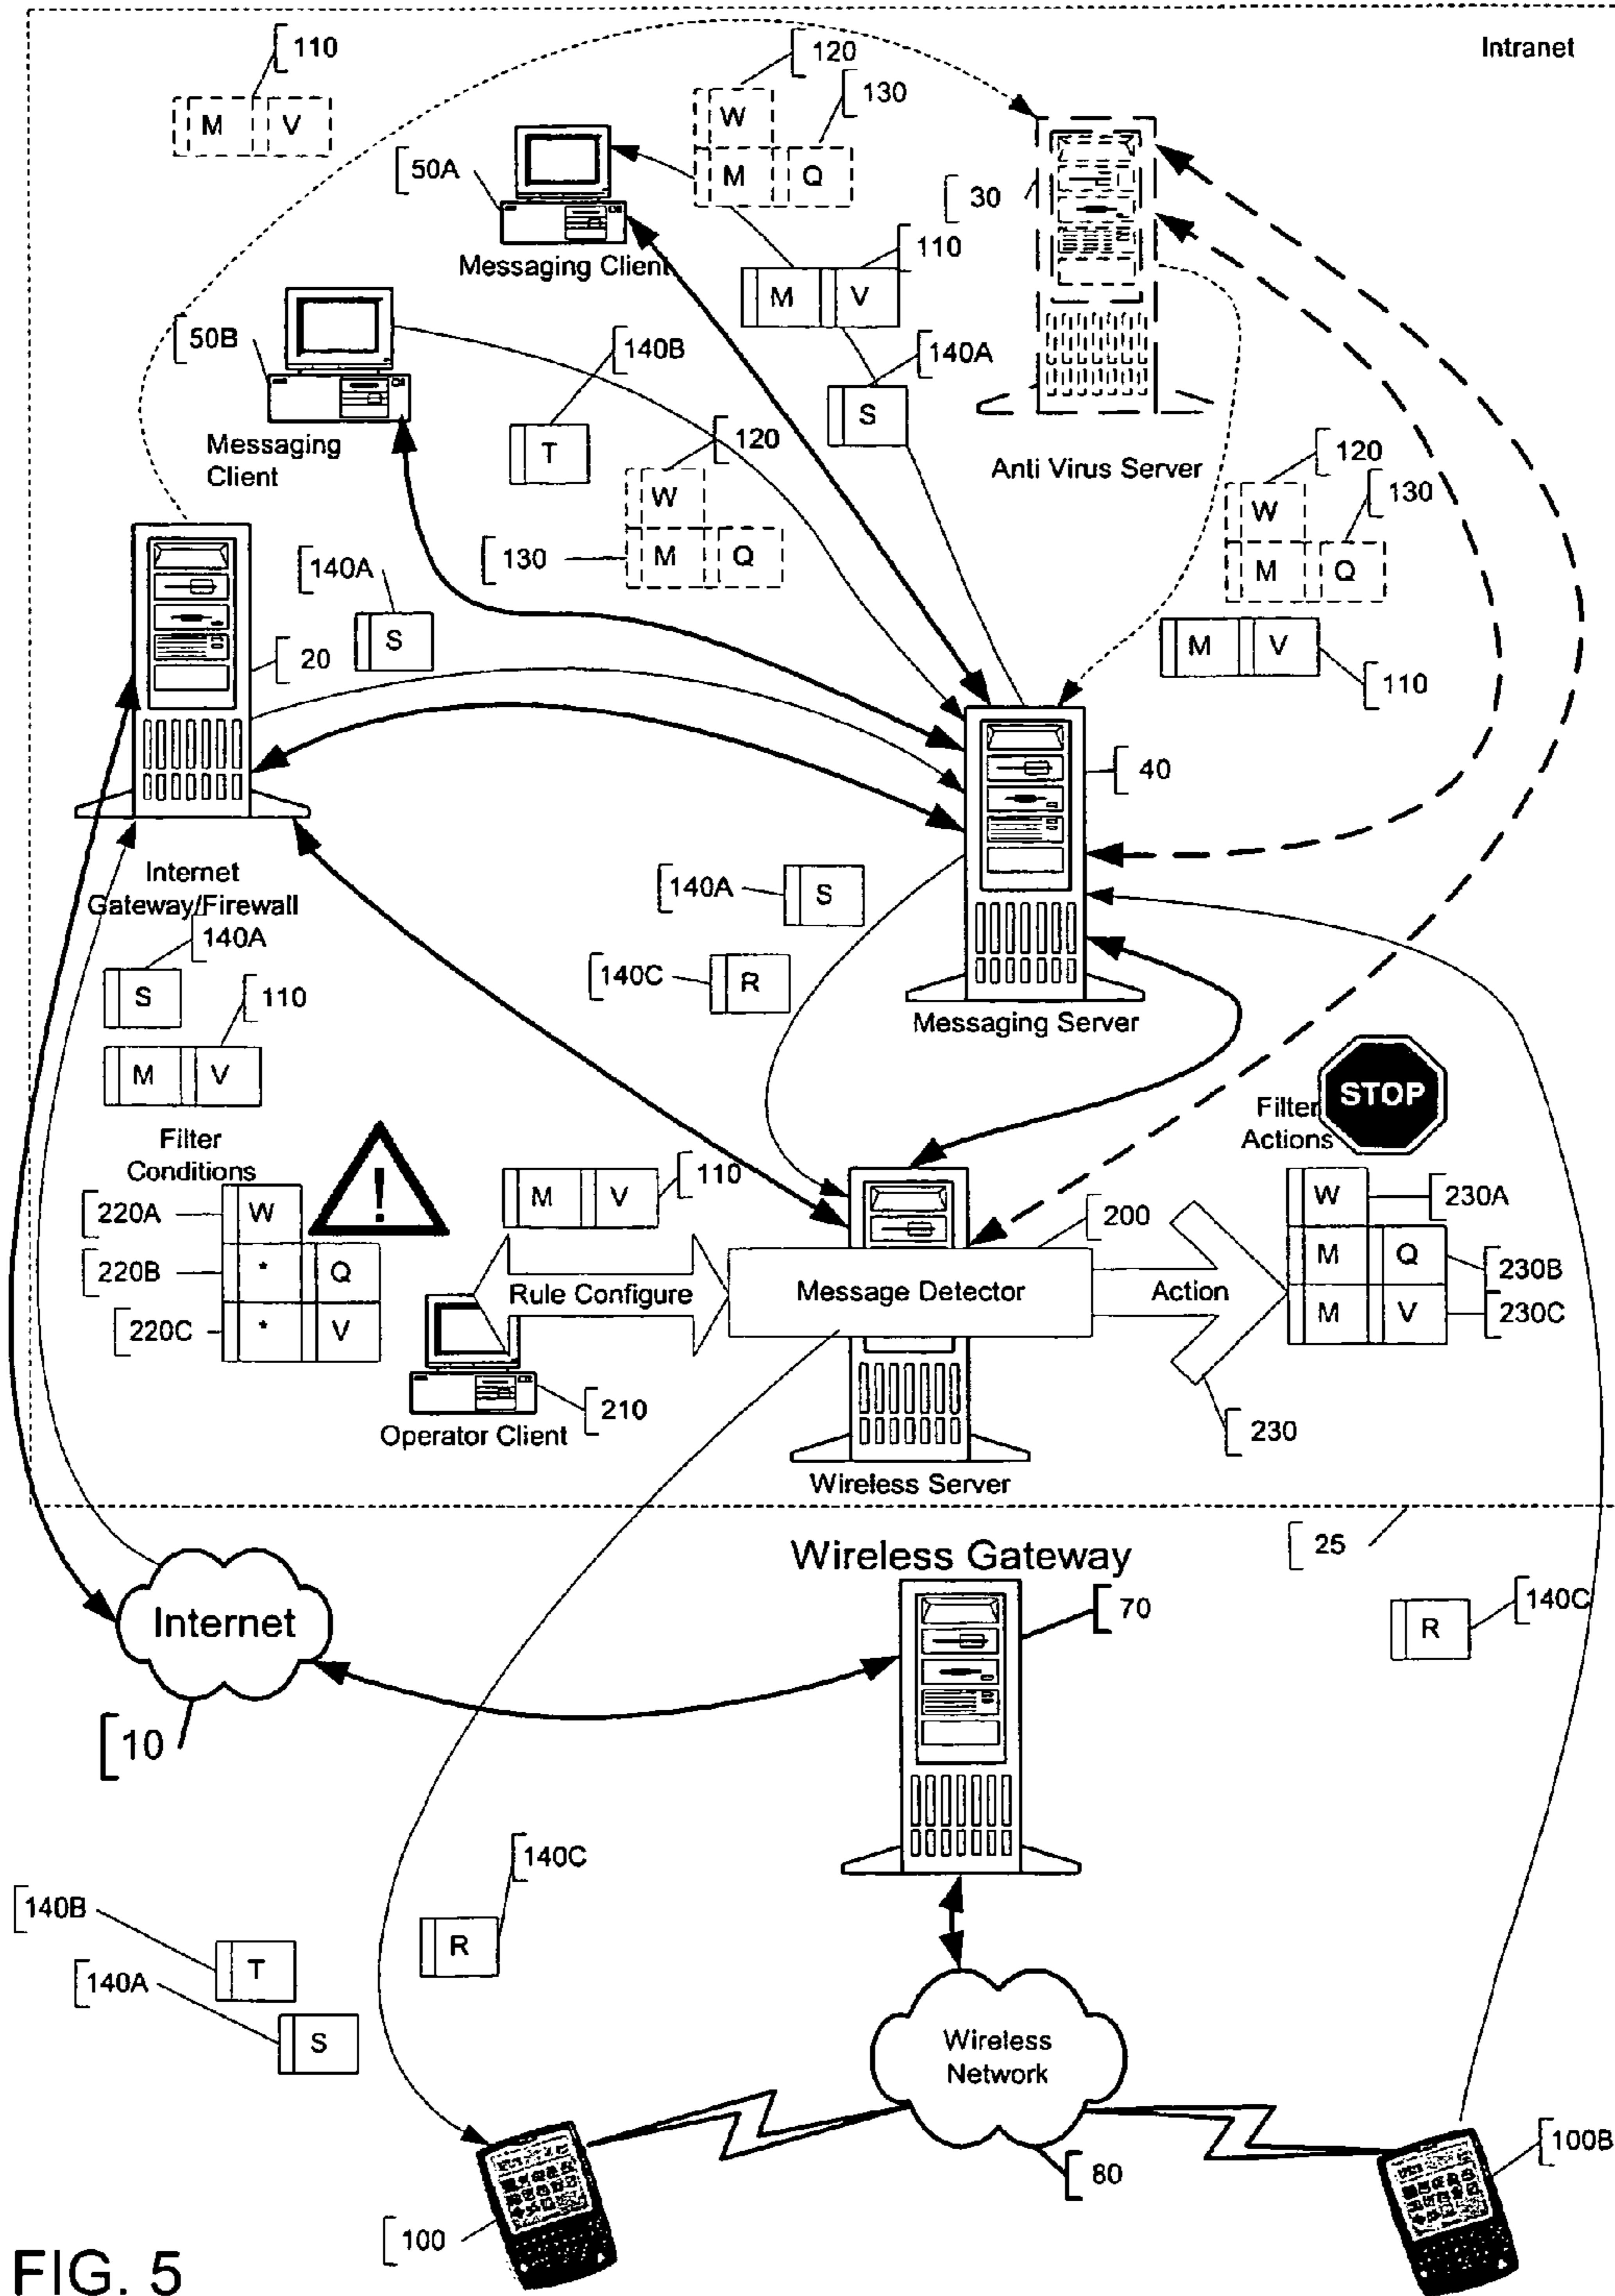 Intranet
110
M V
120
130
W
M Q
50A
Messaging Client
30
110
M V
50B
140B
140A
S
Messaging
Client
T
120
W
130
M Q
Anti Virus Server
120
130
W
M Q
M V
110
140A
S
20
40
Internet
Gateway/Firewall
140A
S
110
M V
140A
S
140C
R
Messaging Server
STOP
Filter
Actions
Filter
Conditions
!
110
M V
220A
W
220B
* Q
220C
* V
200
Rule Configure
Message Detector
Action
W
230A
M Q
230B
M V
230C
210
Operator Client
230
Wireless Server
25
Wireless Gateway
70
Internet
10
140C
R
140C
R
140B
T
140A
S
Wireless
Network
80
100
100B
FIG. 5